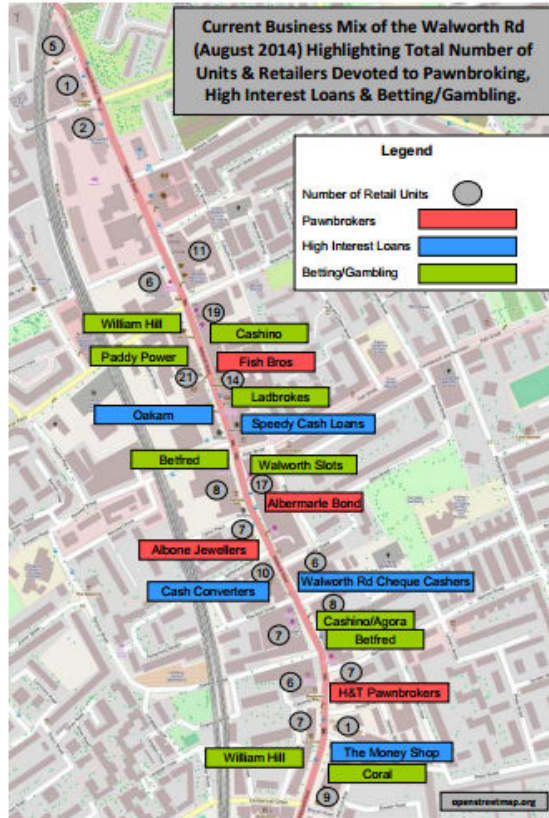 Current Business Mix of the Walworth Rd
(August 2014) Highlighting Total Number of
Units & Retailers Devoted to Pawnbroking,
High Interest Loans & Betting/Gambling.
Legend
Number of Retail Units
Pawnbrokers
High Interest Loans
Betting/Gambling
5
1
2
11
6
19
William Hill
Cashino
Paddy Power
Fish Bros
21
14
Ladbrokes
Oakam
Speedy Cash Loans
Betfred
Walworth Slots
8
17
Albermarle Bond
7
Albone Jewellers
6
10
Walworth Rd Cheque Cashers
Cash Converters
8
Cashino/Agora
7
Betfred
7
6
H&T Pawnbrokers
7
1
The Money Shop
William Hill
Coral
9
openstreetmap.org